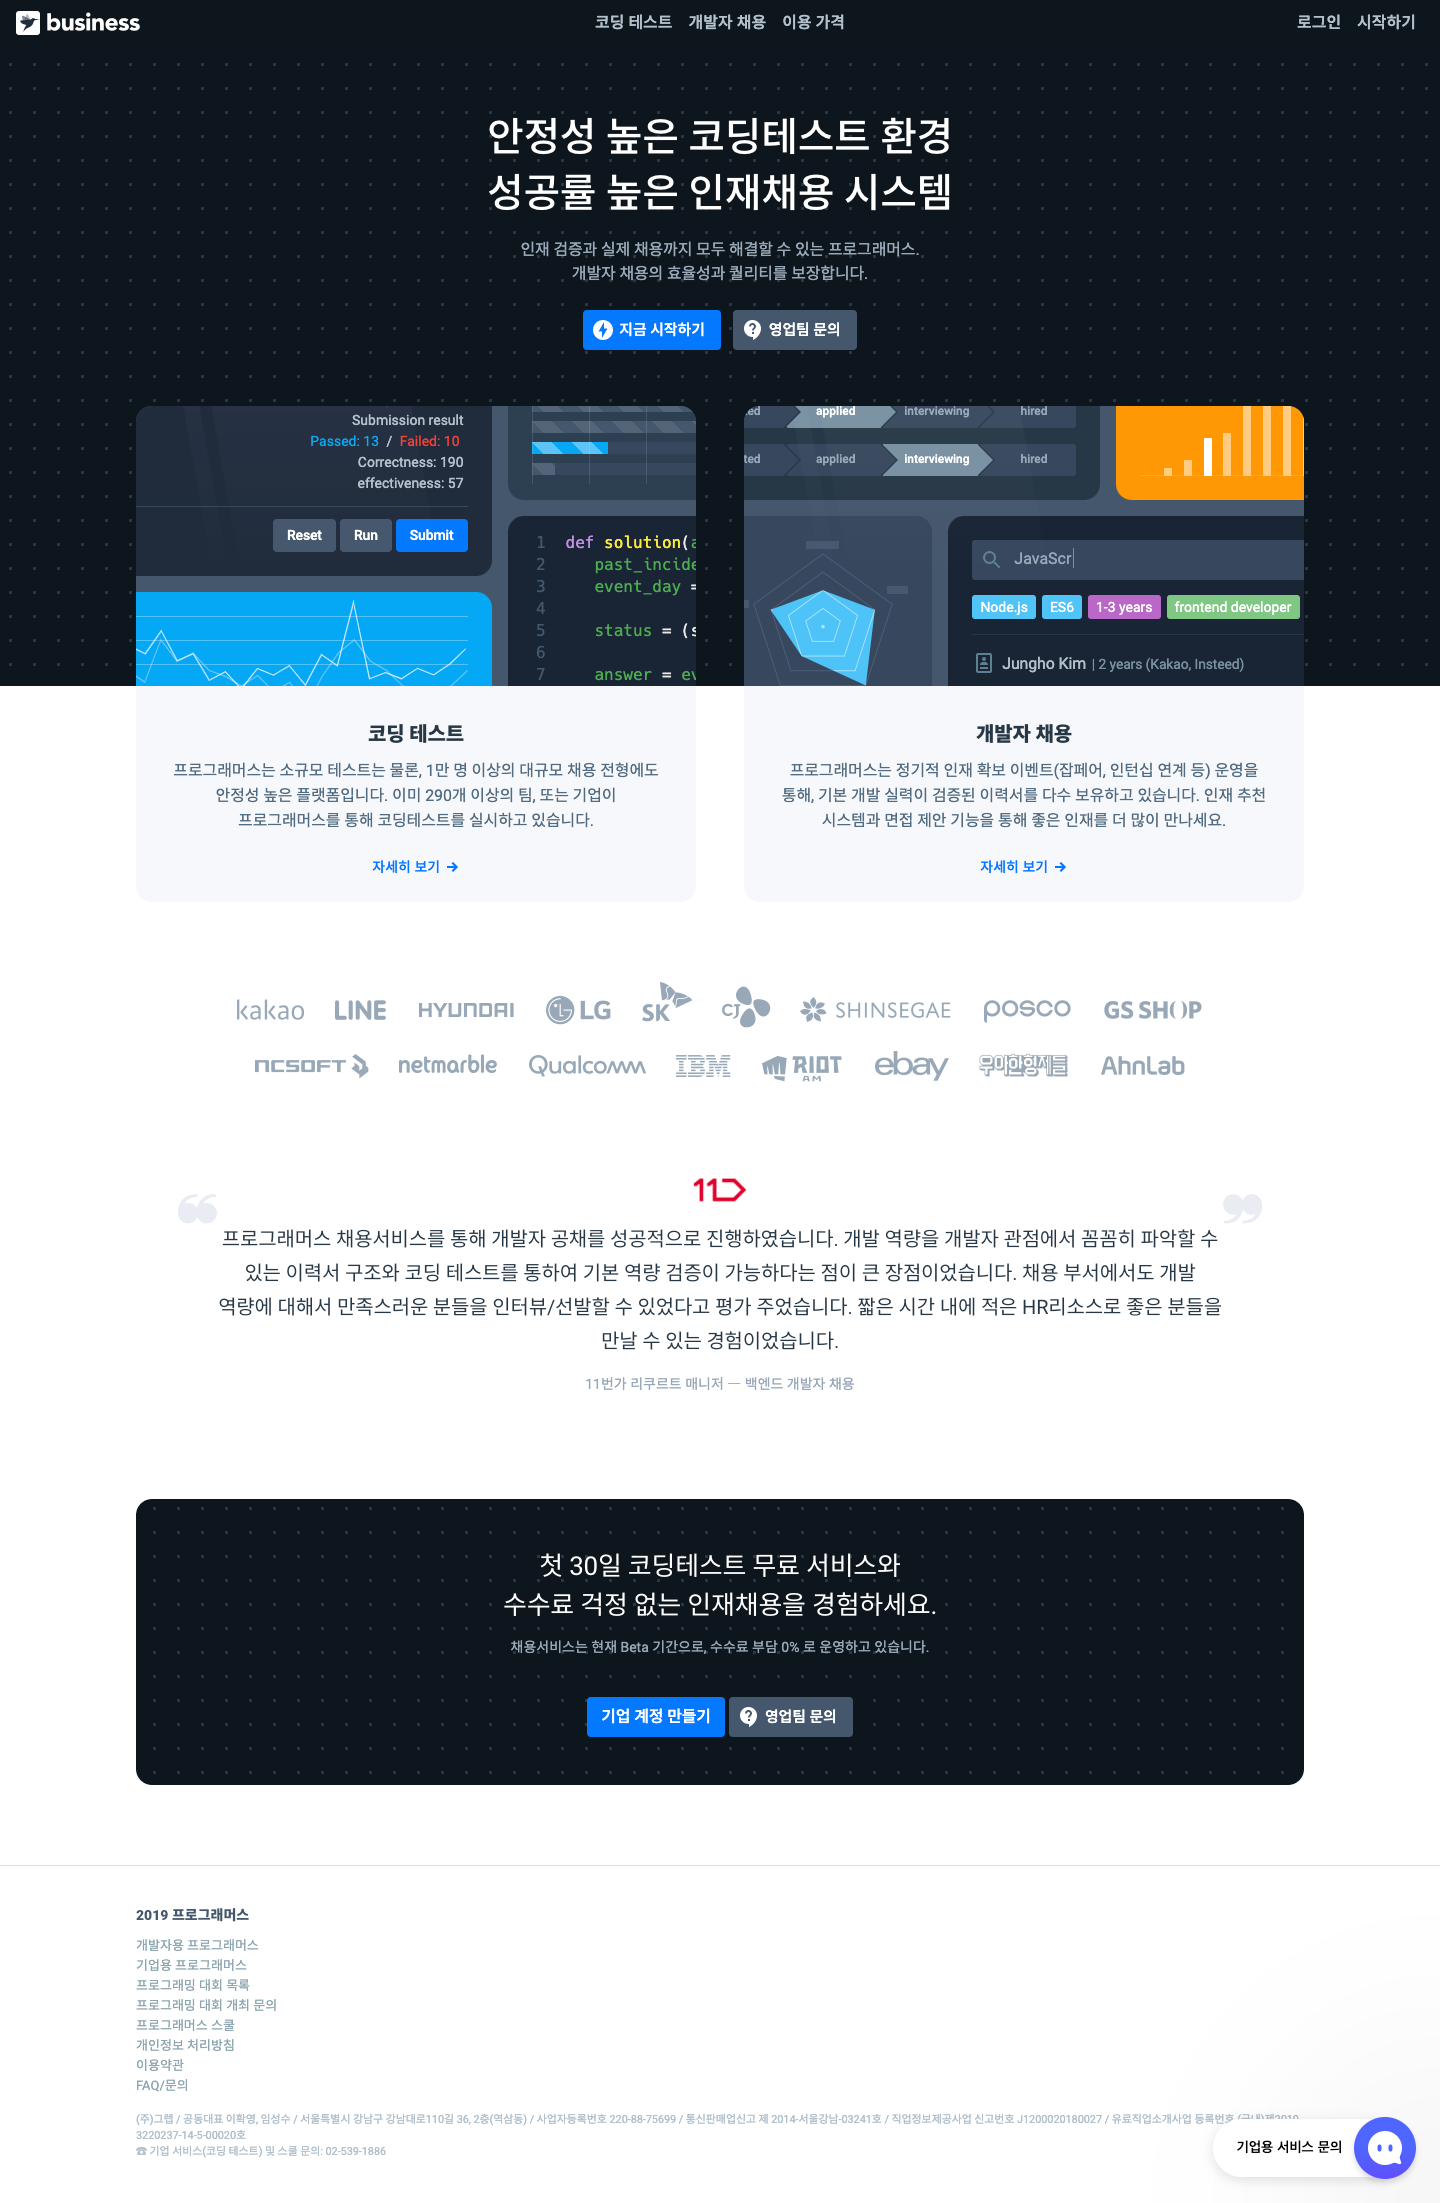 business
코딩 테스트 개발자 채용 이용 가격
로그인 시작하기
안정성 높은 코딩테스트 환경
성공률 높은 인재채용 시스템
인재 검증과 실제 채용까지 모두 해결할 수 있는 프로그래머스.
개발자 채용의 효율성과 퀄리티를 보장합니다.
지금 시작하기
영업팀 문의
Submission result
Passed: 13 / Failed: 10
Correctness: 190
effectiveness: 57
Reset Run Submit
1 def solution(
2 past_incide
3 event_day =
4
5 status = (s
6
7 answer = ev
applied interviewing hired
applied interviewing hired
JavaScr
Node.js ES6 1-3 years frontend developer
Jungho Kim | 2 years (Kakao, Insteed)
코딩 테스트
프로그래머스는 소규모 테스트는 물론, 1만 명 이상의 대규모 채용 전형에도
안정성 높은 플랫폼입니다. 이미 290개 이상의 팀, 또는 기업이
프로그래머스를 통해 코딩테스트를 실시하고 있습니다.
자세히 보기 →
개발자 채용
프로그래머스는 정기적 인재 확보 이벤트(잡페어, 인턴십 연계 등) 운영을
통해, 기본 개발 실력이 검증된 이력서를 다수 보유하고 있습니다. 인재 추천
시스템과 면접 제안 기능을 통해 좋은 인재를 더 많이 만나세요.
자세히 보기 →
kakao LINE HYUNDAI LG SK CJ SHINSEGAE POSCO GS SHOP
NCSOFT netmarble Qualcomm IBM RIOT ebay 우아한형제들 AhnLab
11
❝ ❞
프로그래머스 채용서비스를 통해 개발자 공채를 성공적으로 진행하였습니다. 개발 역량을 개발자 관점에서 꼼꼼히 파악할 수
있는 이력서 구조와 코딩 테스트를 통하여 기본 역량 검증이 가능하다는 점이 큰 장점이었습니다. 채용 부서에서도 개발
역량에 대해서 만족스러운 분들을 인터뷰/선발할 수 있었다고 평가 주었습니다. 짧은 시간 내에 적은 HR리소스로 좋은 분들을
만날 수 있는 경험이었습니다.
11번가 리쿠르트 매니저 — 백엔드 개발자 채용
첫 30일 코딩테스트 무료 서비스와
수수료 걱정 없는 인재채용을 경험하세요.
채용서비스는 현재 Beta 기간으로, 수수료 부담 0% 로 운영하고 있습니다.
기업 계정 만들기
영업팀 문의
2019 프로그래머스
개발자용 프로그래머스
기업용 프로그래머스
프로그래밍 대회 목록
프로그래밍 대회 개최 문의
프로그래머스 스쿨
개인정보 처리방침
이용약관
FAQ/문의
(주)그렙 / 공동대표 이확영, 임성수 / 서울특별시 강남구 강남대로110길 36, 2층(역삼동) / 사업자등록번호 220-88-75699 / 통신판매업신고 제 2014-서울강남-03241호 / 직업정보제공사업 신고번호 J1200020180027 / 유료직업소개사업 등록번호 (국내)제2019-
3220237-14-5-00020호
☎ 기업 서비스(코딩 테스트) 및 스쿨 문의: 02-539-1886
기업용 서비스 문의